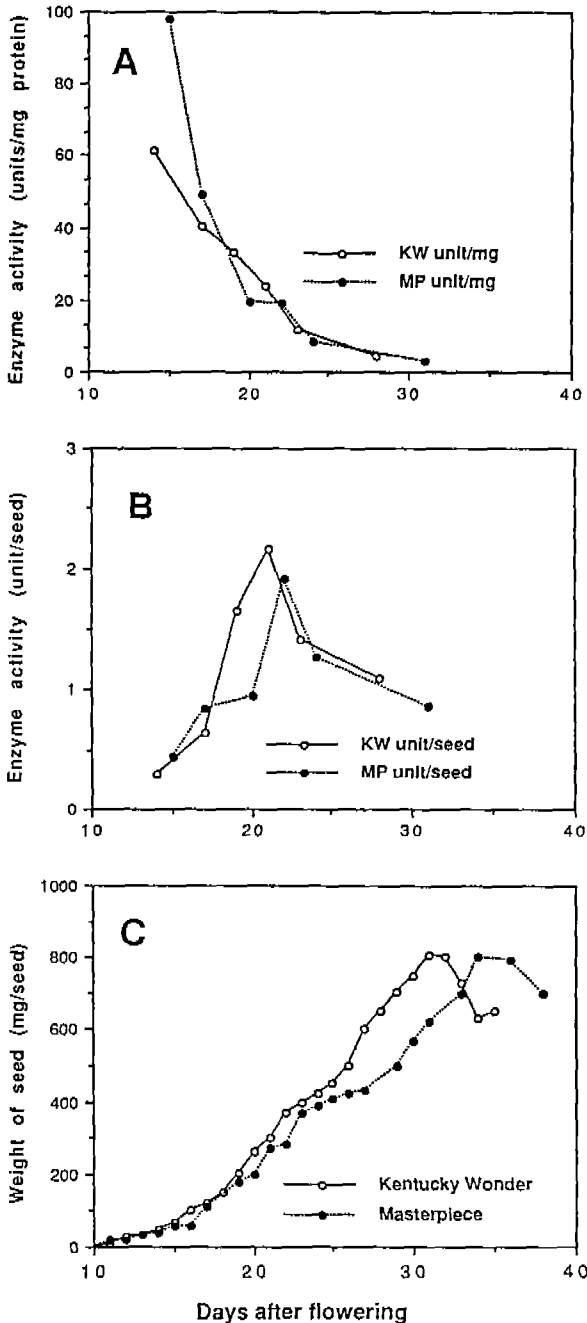 A
Enzyme activity (units/mg protein)
100
80
60
40
20
0
KW unit/mg
MP unit/mg
10 20 30 40
B
Enzyme activity (unit/seed)
3
2
1
0
KW unit/seed
MP unit/seed
10 20 30 40
C
Weight of seed (mg/seed)
1000
800
600
400
200
0
Kentucky Wonder
Masterpiece
10 20 30 40
Days after flowering